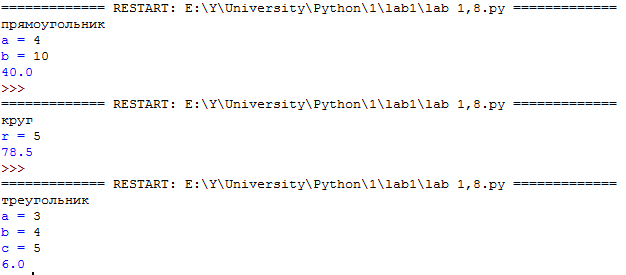 ============= RESTART: E:\Y\University\Python\1\lab1\lab 1,8.py =============
прямоугольник
a = 4
b = 10
40.0
>>>
============= RESTART: E:\Y\University\Python\1\lab1\lab 1,8.py =============
круг
r = 5
78.5
>>>
============= RESTART: E:\Y\University\Python\1\lab1\lab 1,8.py =============
треугольник
a = 3
b = 4
c = 5
6.0